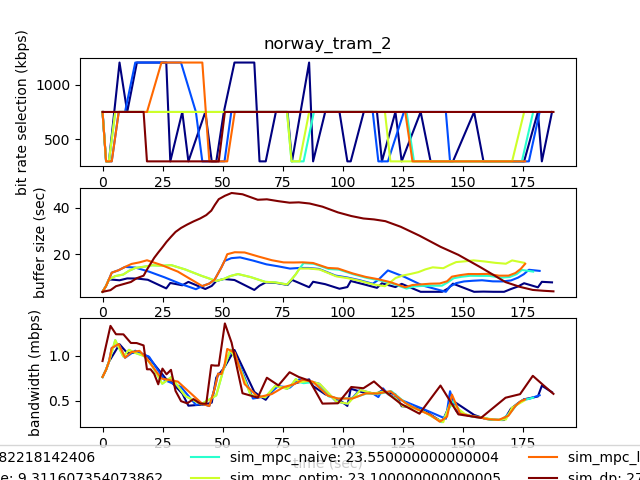 norway_tram_2
bit rate selection (kbps)
1000
500
0 25 50 75 100 125 150 175
buffer size (sec)
40
20
0 25 50 75 100 125 150 175
bandwidth (mbps)
1.0
0.5
0 25 50 75 100 125 150 175
time (sec)
82218142406 sim_mpc_naive: 23.550000000000004 sim_mpc_l
e: 9.311607354073862 sim_mpc_optim: 23.100000000000005 sim_dp: 27